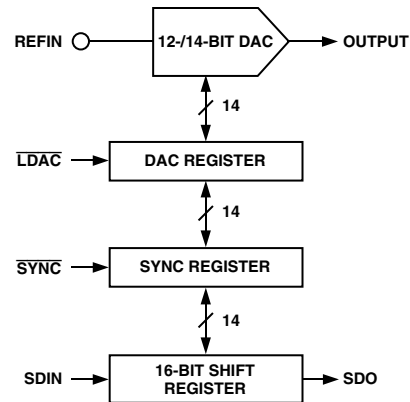 REFIN 12-/14-BIT DAC OUTPUT
14
LDAC DAC REGISTER
14
SYNC SYNC REGISTER
14
SDIN 16-BIT SHIFT REGISTER SDO